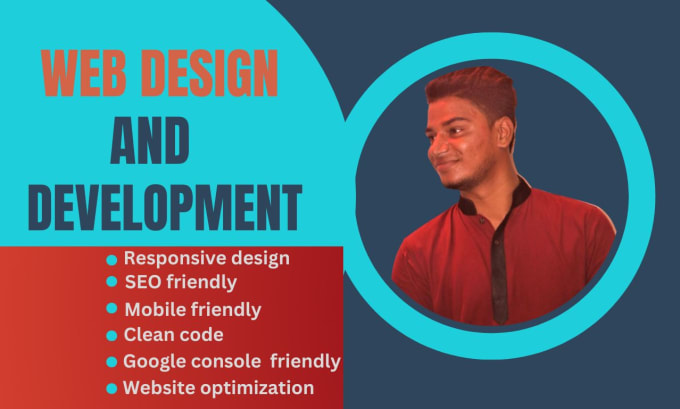 WEB DESIGN
AND
DEVELOPMENT
Responsive design
SEO friendly
Mobile friendly
Clean code
Google console friendly
Website optimization